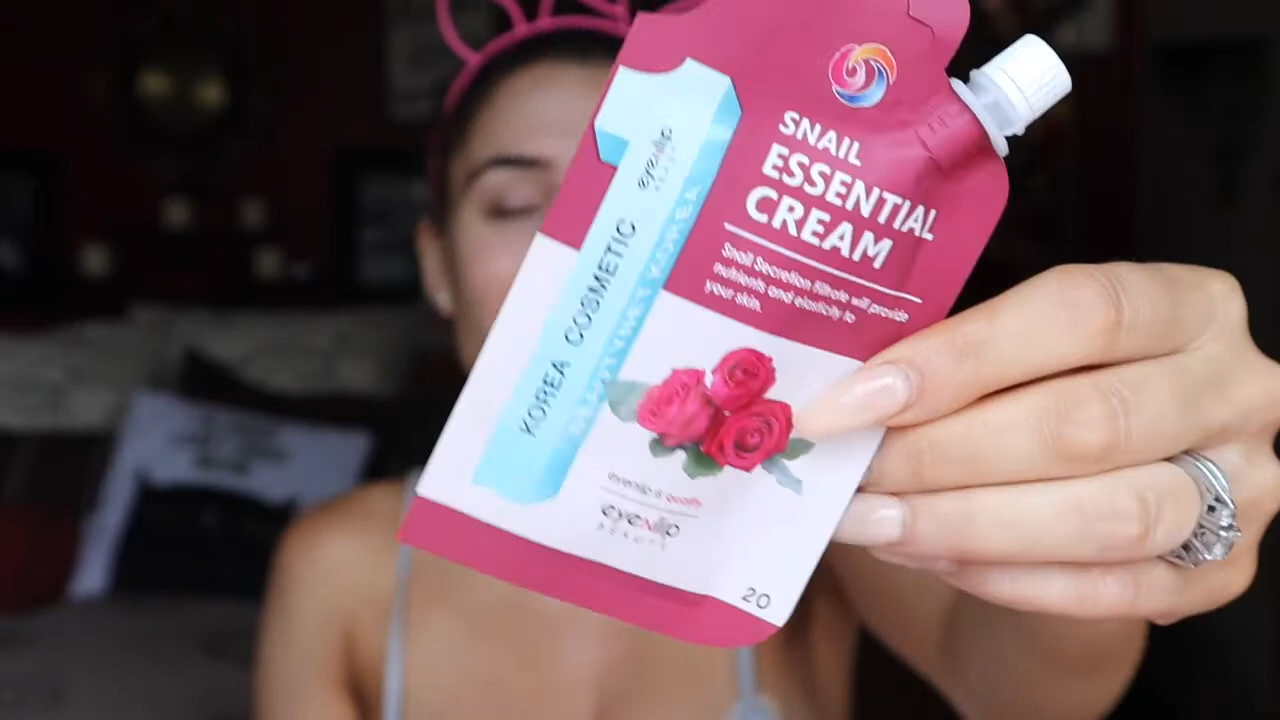 SNAIL
ESSENTIAL
CREAM
Snail Secretion filtrate will provide
nutrients and elasticity to
your skin.
eyenlip
KOREA COSMETIC
eyenlip
BEAUTY
20